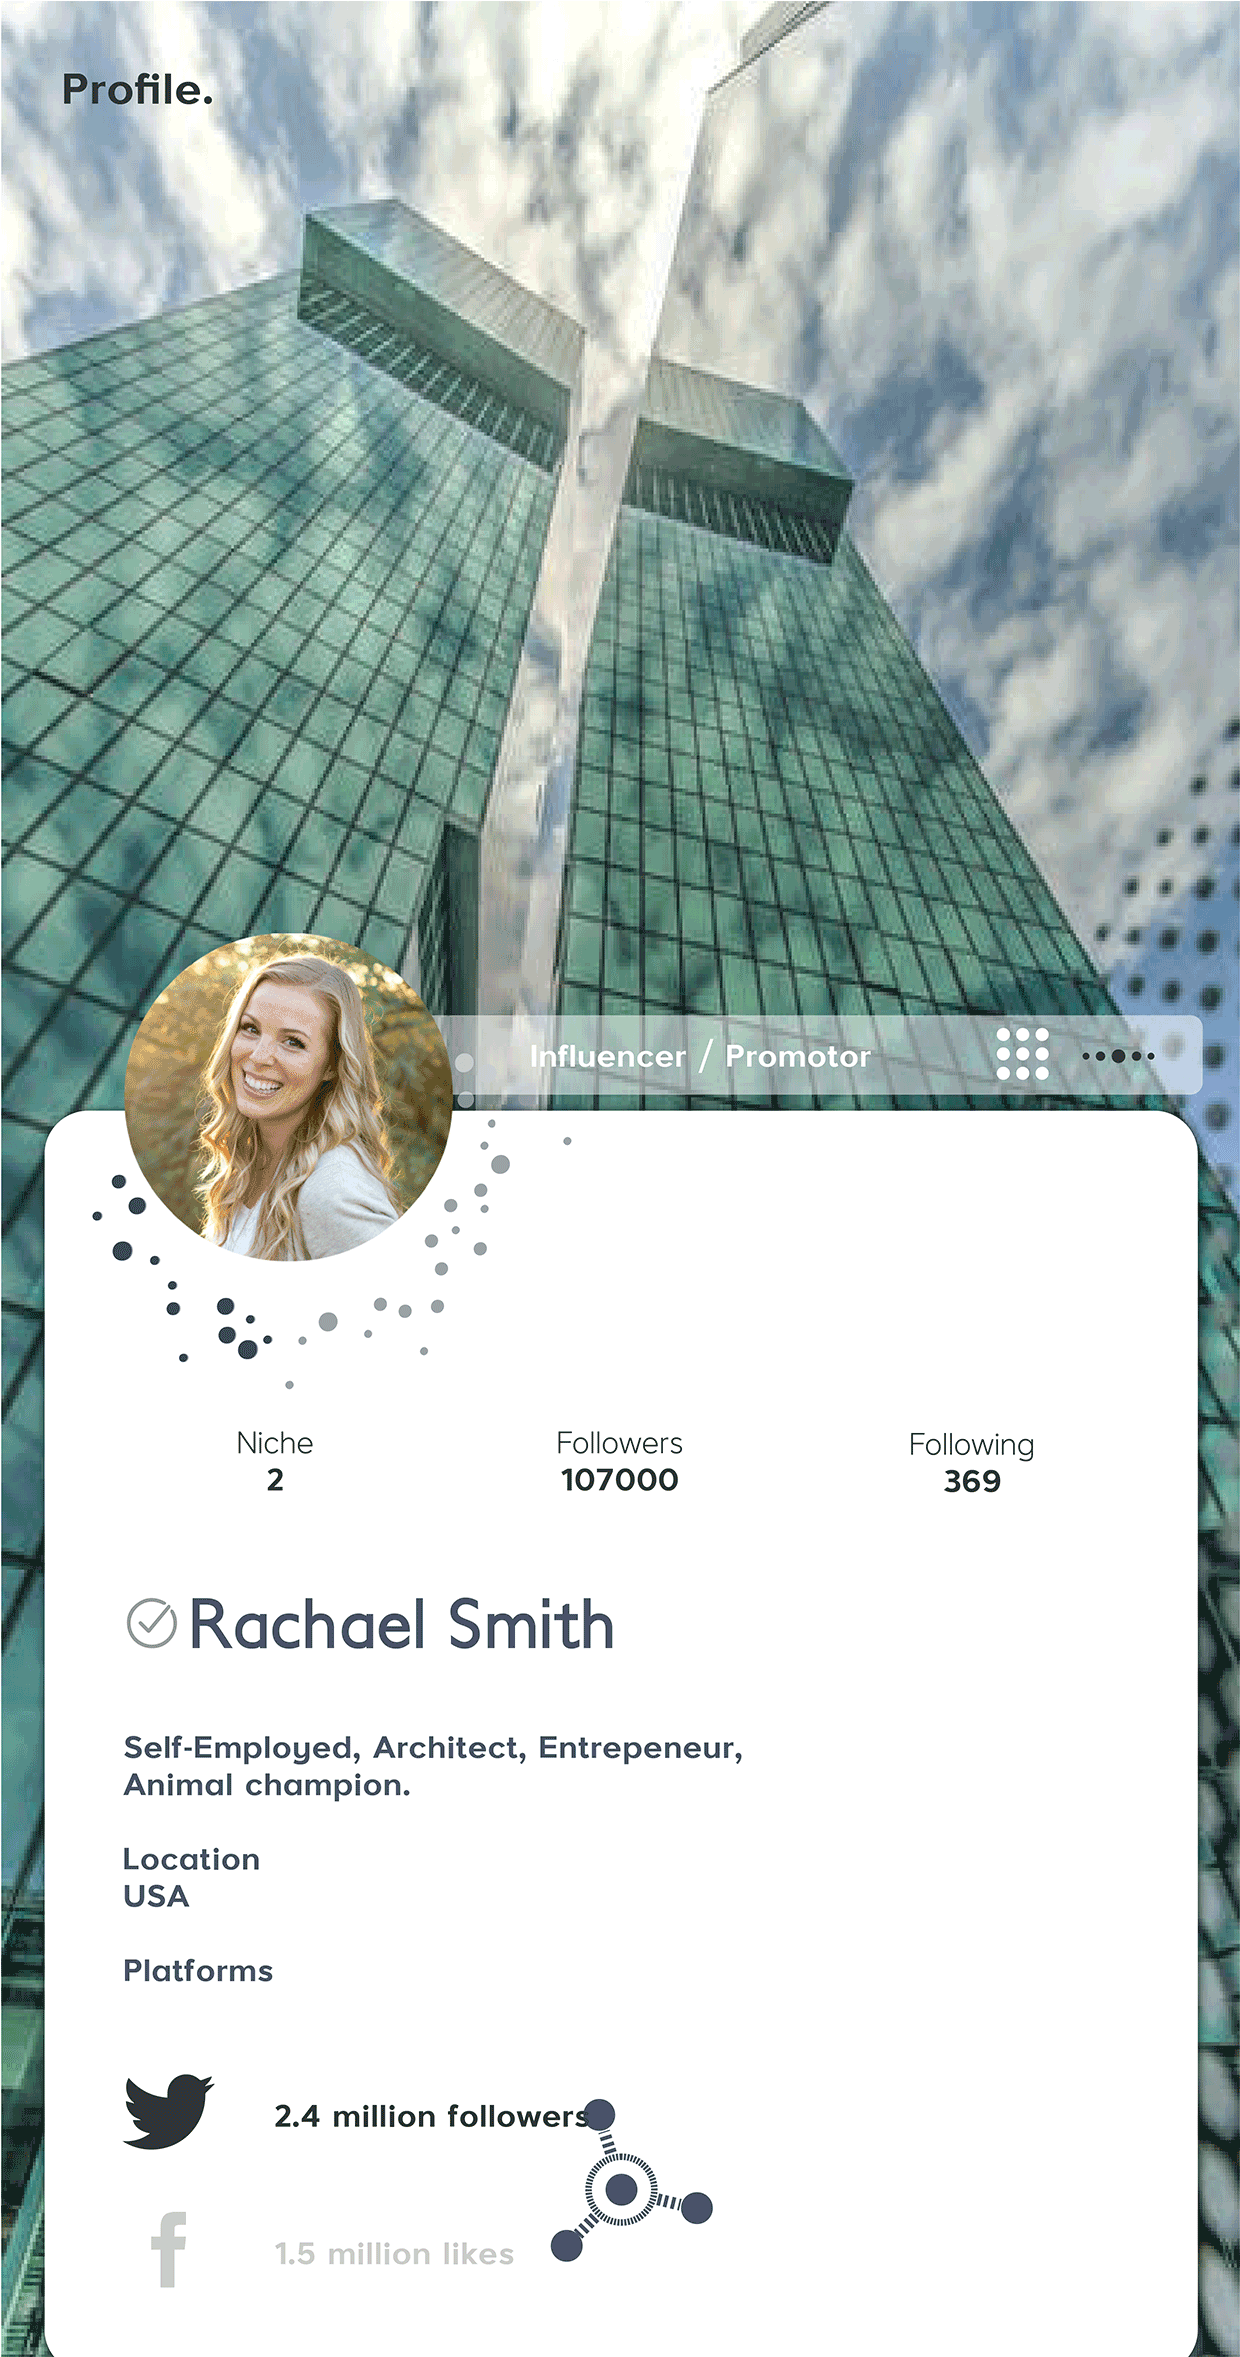 Profile.
Influencer / Promotor
Niche
2
Followers
107000
Following
369
Rachael Smith
Self-Employed, Architect, Entrepeneur,
Animal champion.
Location
USA
Platforms
2.4 million followers
1.5 million likes